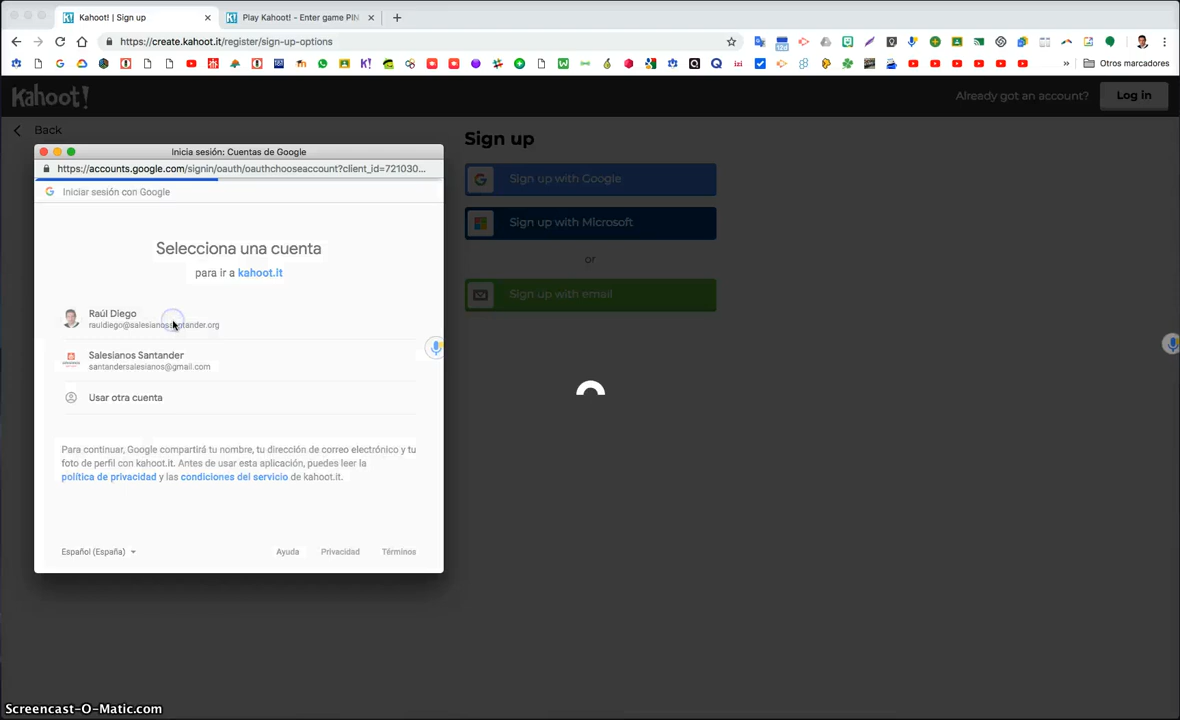 Kahoot! | Sign up
Play Kahoot! - Enter game PIN
https://create.kahoot.it/register/sign-up-options
Otros marcadores
Kahoot!
Already got an account?
Log in
Back
Sign up
Inicia sesión: Cuentas de Google
https://accounts.google.com/signin/oauth/oauthchooseaccount?client_id=721030...
Sign up with Google
Iniciar sesión con Google
Sign up with Microsoft
Selecciona una cuenta
or
para ir a kahoot.it
Sign up with email
Raúl Diego
rauldiego@salesianossantander.org
Salesianos Santander
santandersalesianos@gmail.com
Usar otra cuenta
Para continuar, Google compartirá tu nombre, tu dirección de correo electrónico y tu
foto de perfil con kahoot.it. Antes de usar esta aplicación, puedes leer la
política de privacidad y las condiciones del servicio de kahoot.it.
Español (España)
Ayuda
Privacidad
Términos
Screencast-O-Matic.com